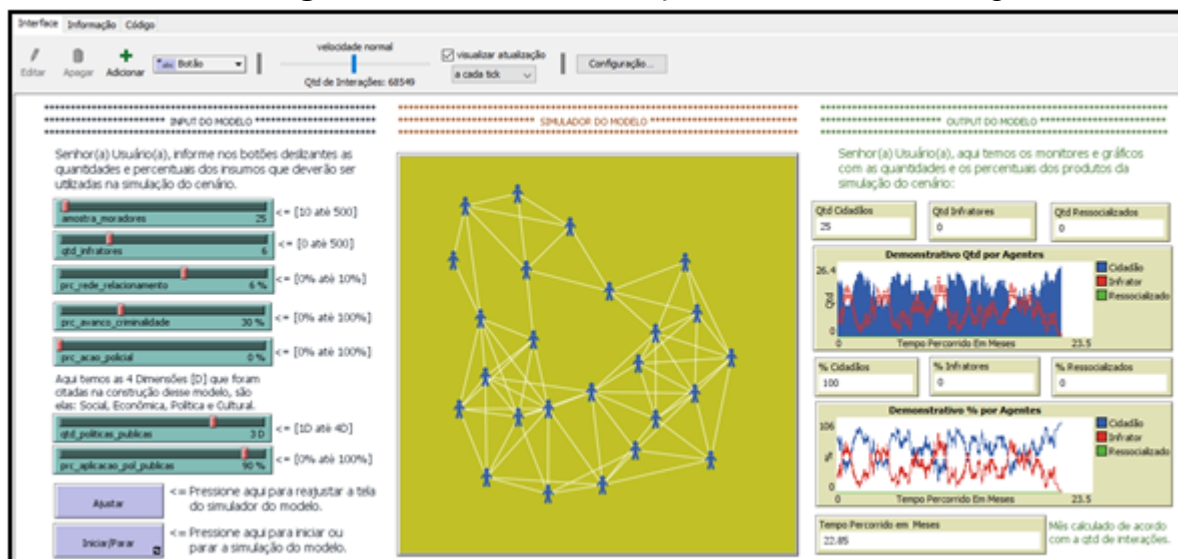 Interface Informação Código
Editar Apagar Adicionar
abc Botão
velocidade normal
Qtd de Interações: 68549
visualizar atualização
a cada tick
Configuração...
INPUT DO MODELO
Senhor(a) Usuário(a), informe nos botões deslizantes as
quantidades e percentuais dos insumos que deverão ser
utilizadas na simulação do cenário.
amostra_moradores 25
<= [10 até 500]
qtd_infratores 6
<= [0 até 500]
prc_rede_relacionamento 6 %
<= [0% até 10%]
prc_avanco_criminalidade 30 %
<= [0% até 100%]
prc_acao_policial 0 %
<= [0% até 100%]
Aqui temos as 4 Dimensões [D] que foram
citadas na construção desse modelo, são
elas: Social, Econômica, Política e Cultural.
qtd_politicas_publicas 3 D
<= [1D até 4D]
prc_aplicacao_pol_publicas 90 %
<= [0% até 100%]
Ajustar
<= Pressione aqui para reajustar a tela
do simulador do modelo.
Iniciar/Parar
<= Pressione aqui para iniciar ou
parar a simulação do modelo.
SIMULADOR DO MODELO
OUTPUT DO MODELO
Senhor(a) Usuário(a), aqui temos os monitores e gráficos
com as quantidades e os percentuais dos produtos da
simulação do cenário:
Qtd Cidadãos
25
Qtd Infratores
0
Qtd Ressocializados
0
Demonstrativo Qtd por Agentes
26.4
Qtd
0
0
Tempo Percorrido Em Meses
23.5
Cidadão
Infrator
Ressocializado
% Cidadãos
100
% Infratores
0
% Ressocializados
0
Demonstrativo % por Agentes
106
%
0
0
Tempo Percorrido Em Meses
23.5
Cidadão
Infrator
Ressocializado
Tempo Percorrido em Meses
22.85
Mês calculado de acordo
com a qtd de interações.